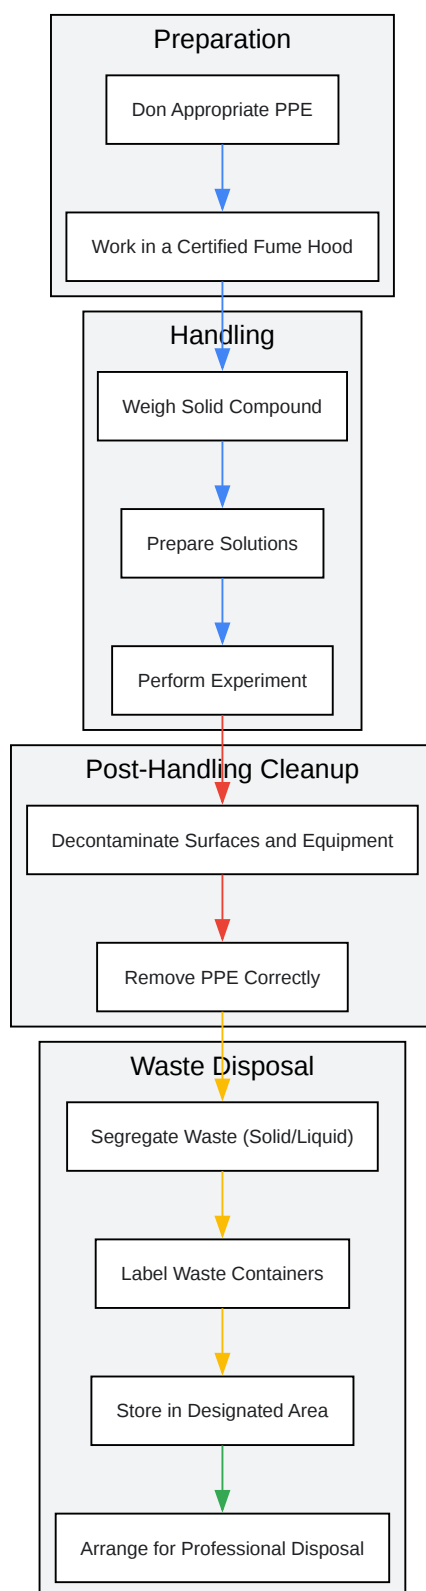 Preparation
Don Appropriate PPE
Work in a Certified Fume Hood
Handling
Weigh Solid Compound
Prepare Solutions
Perform Experiment
Post-Handling Cleanup
Decontaminate Surfaces and Equipment
Remove PPE Correctly
Waste Disposal
Segregate Waste (Solid/Liquid)
Label Waste Containers
Store in Designated Area
Arrange for Professional Disposal